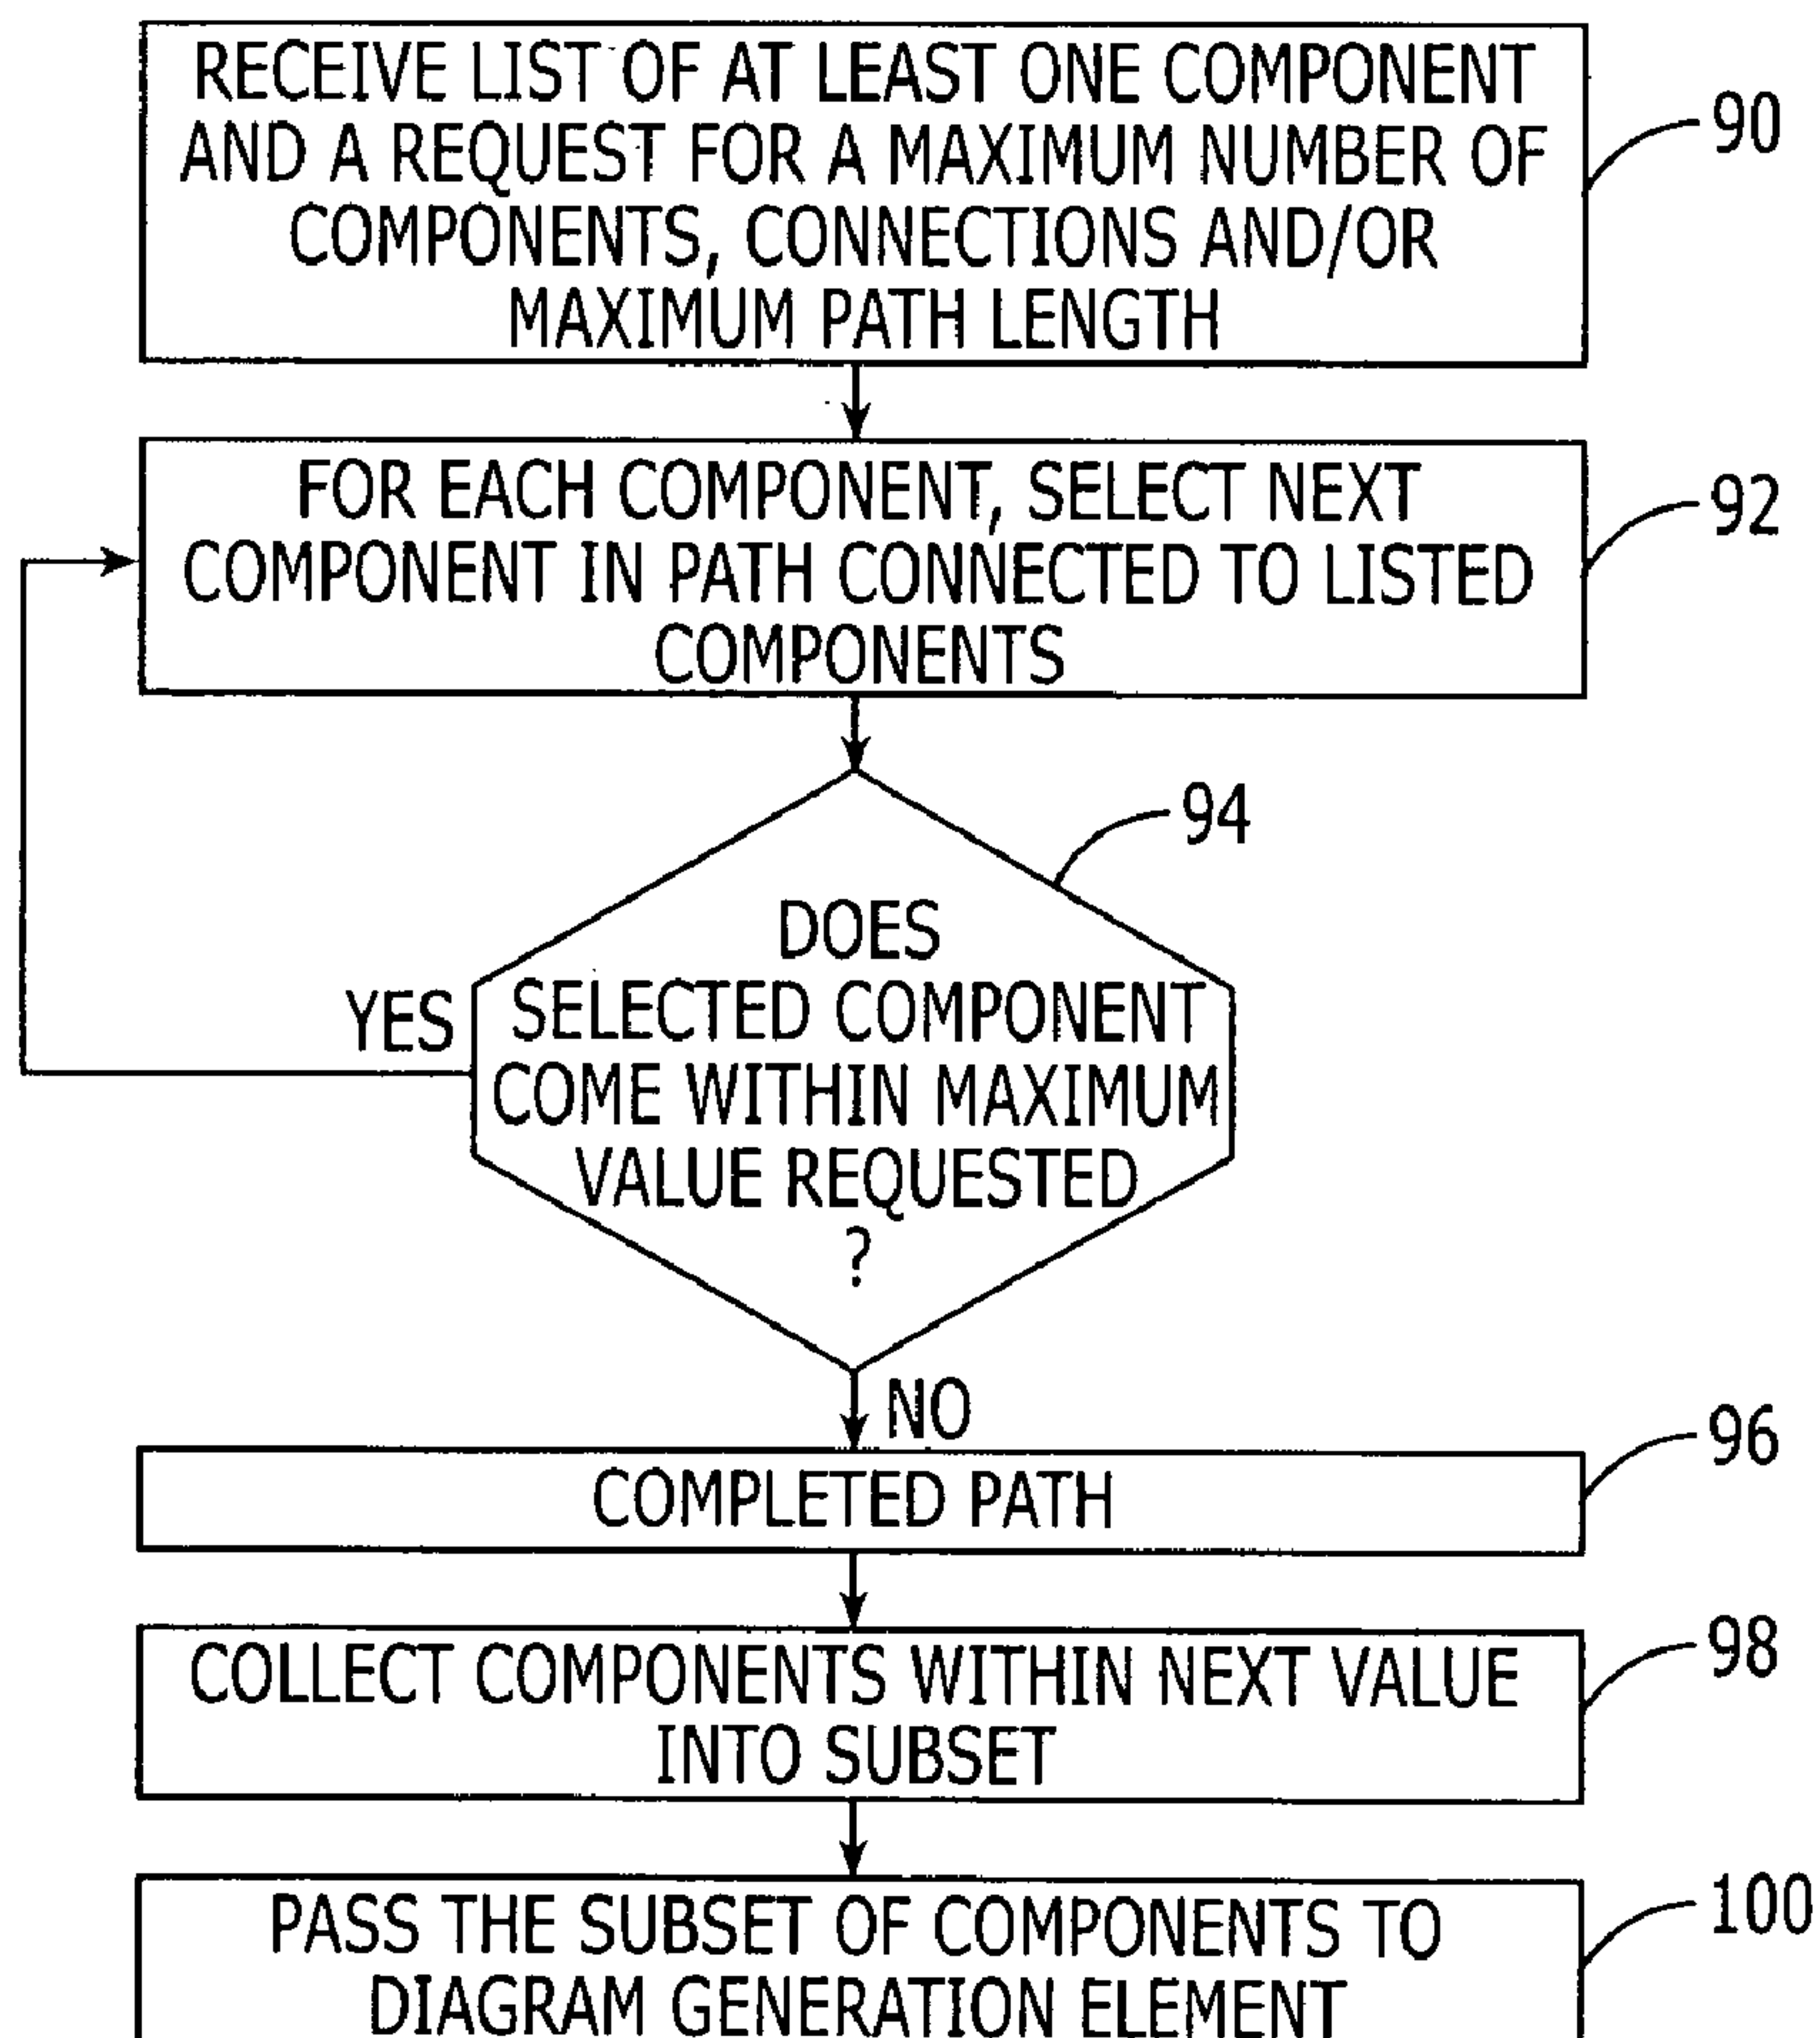 RECEIVE LIST OF AT LEAST ONE COMPONENT
AND A REQUEST FOR A MAXIMUM NUMBER OF
COMPONENTS, CONNECTIONS AND/OR
MAXIMUM PATH LENGTH
90
FOR EACH COMPONENT, SELECT NEXT
COMPONENT IN PATH CONNECTED TO LISTED
COMPONENTS
92
94
DOES
SELECTED COMPONENT
COME WITHIN MAXIMUM
VALUE REQUESTED
?
YES
NO
COMPLETED PATH
96
COLLECT COMPONENTS WITHIN NEXT VALUE
INTO SUBSET
98
PASS THE SUBSET OF COMPONENTS TO
DIAGRAM GENERATION ELEMENT
100